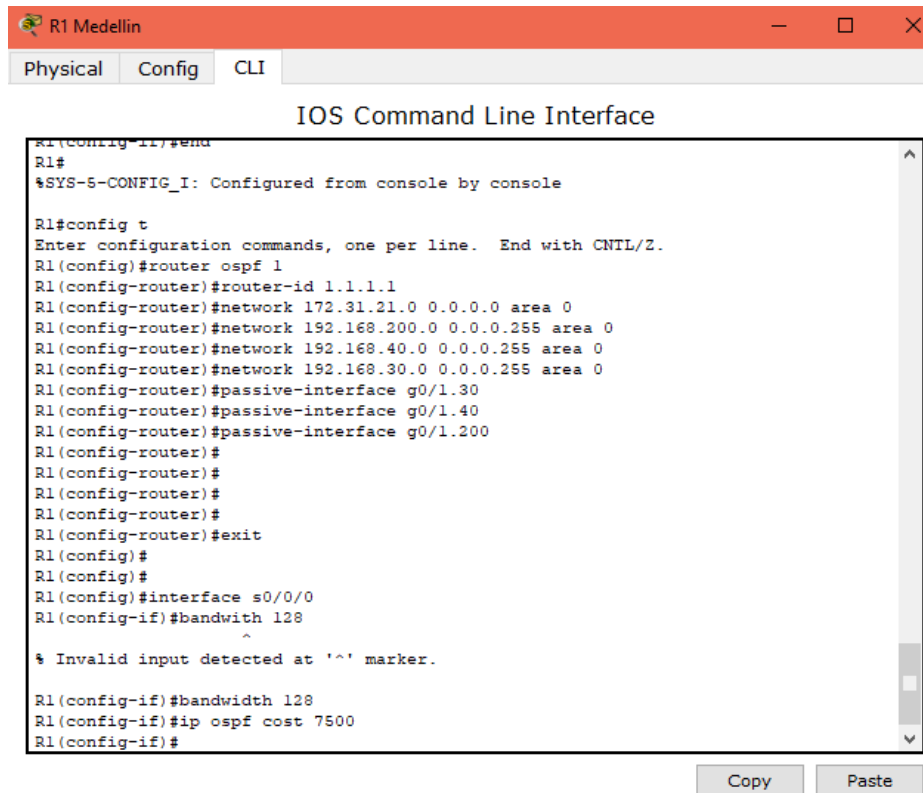 R1 Medellin
Physical Config CLI
IOS Command Line Interface
R1(config-if)#end
R1#
%SYS-5-CONFIG_I: Configured from console by console
R1#config t
Enter configuration commands, one per line.  End with CNTL/Z.
R1(config)#router ospf 1
R1(config-router)#router-id 1.1.1.1
R1(config-router)#network 172.31.21.0 0.0.0.0 area 0
R1(config-router)#network 192.168.200.0 0.0.0.255 area 0
R1(config-router)#network 192.168.40.0 0.0.0.255 area 0
R1(config-router)#network 192.168.30.0 0.0.0.255 area 0
R1(config-router)#passive-interface g0/1.30
R1(config-router)#passive-interface g0/1.40
R1(config-router)#passive-interface g0/1.200
R1(config-router)#
R1(config-router)#
R1(config-router)#
R1(config-router)#
R1(config-router)#exit
R1(config)#
R1(config)#
R1(config)#interface s0/0/0
R1(config-if)#bandwith 128
^
% Invalid input detected at '^' marker.
R1(config-if)#bandwidth 128
R1(config-if)#ip ospf cost 7500
R1(config-if)#
Copy Paste